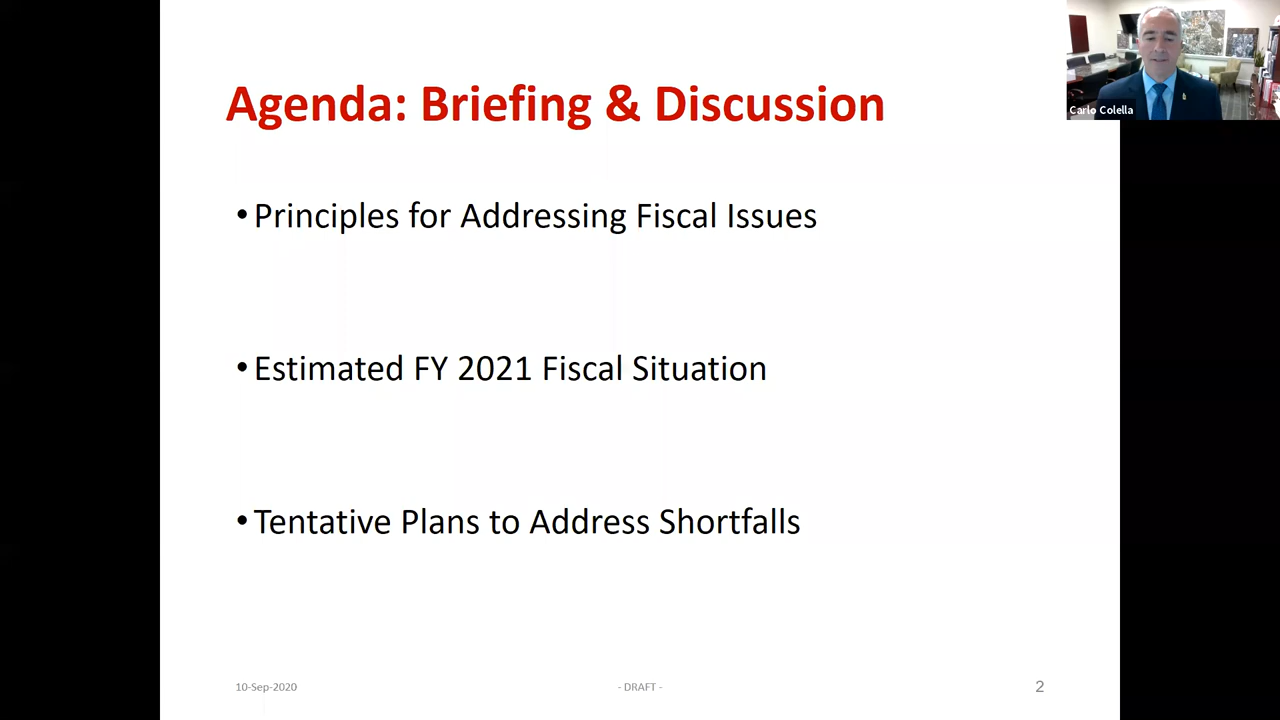 Agenda: Briefing & Discussion
Carlo Colella
• Principles for Addressing Fiscal Issues
• Estimated FY 2021 Fiscal Situation
• Tentative Plans to Address Shortfalls
10-Sep-2020
- DRAFT -
2